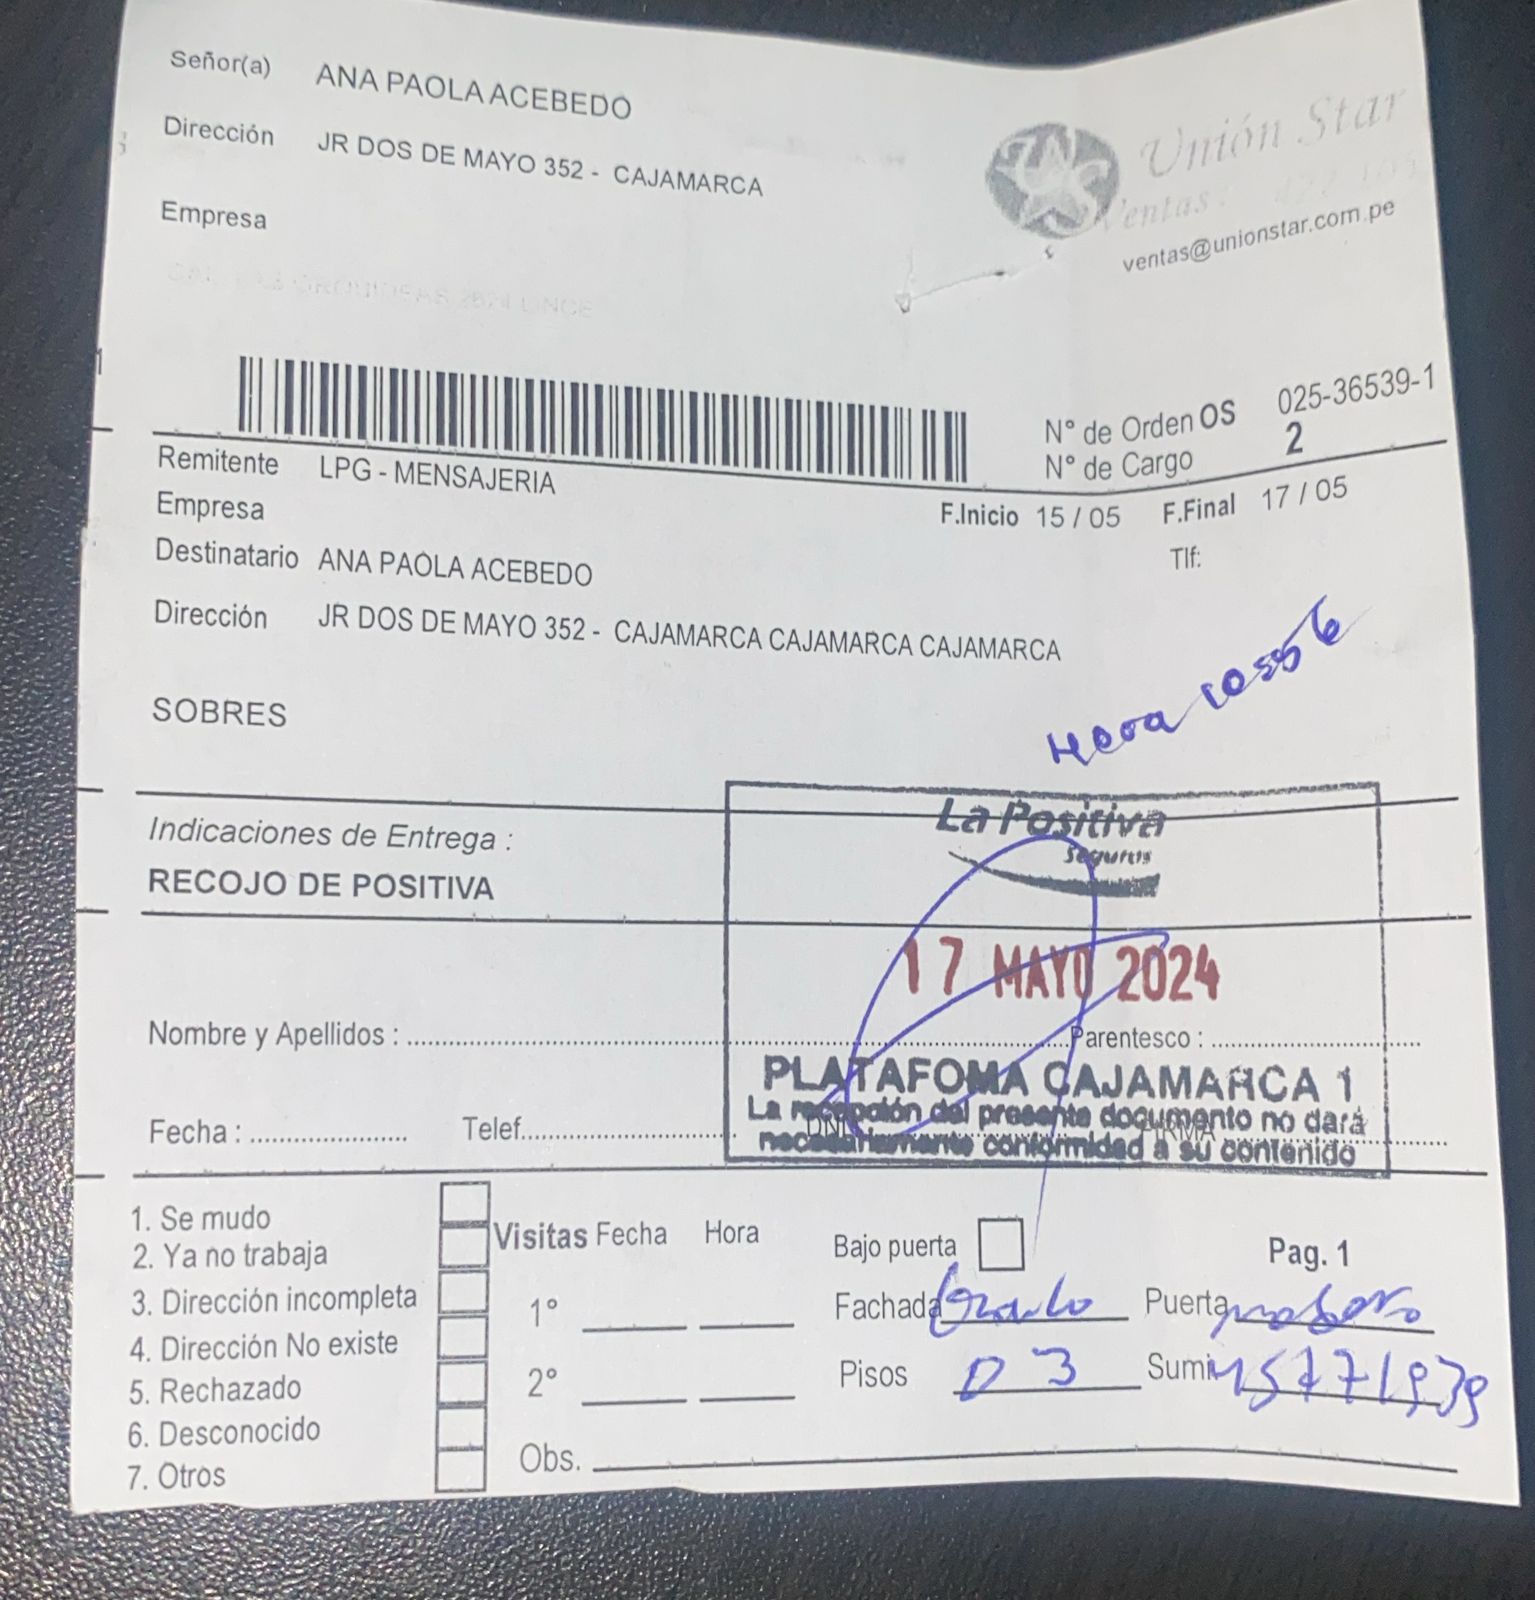 Señor(a) ANA PAOLA ACEBEDO
Dirección JR DOS DE MAYO 352 - CAJAMARCA
Empresa
Unión Star
Ventas:
ventas@unionstar.com.pe
N° de Orden OS 025-36539-1
N° de Cargo 2
Remitente LPG - MENSAJERIA
Empresa
F.Inicio 15 / 05 F.Final 17 / 05
Destinatario ANA PAOLA ACEBEDO
Tlf:
Dirección JR DOS DE MAYO 352 - CAJAMARCA CAJAMARCA CAJAMARCA
SOBRES
Indicaciones de Entrega :
RECOJO DE POSITIVA
La Positiva
Seguros
17 MAYO 2024
Nombre y Apellidos : Parentesco :
PLATAFOMA CAJAMARCA 1
La recepción del presente documento no dará
necesariamente conformidad a su contenido
Fecha : Telef. DNI FIRMA
1. Se mudo
2. Ya no trabaja
3. Dirección incompleta
4. Dirección No existe
5. Rechazado
6. Desconocido
7. Otros
Visitas Fecha Hora
1°
2°
Obs.
Bajo puerta
Pag. 1
Fachada Puerta
Pisos 03 Sumi 45771939